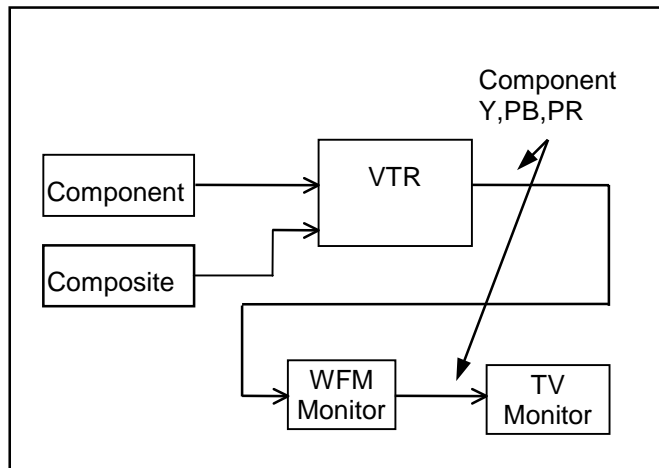 Component
Y,PB,PR
VTR
Component
Composite
WFM
Monitor
TV
Monitor